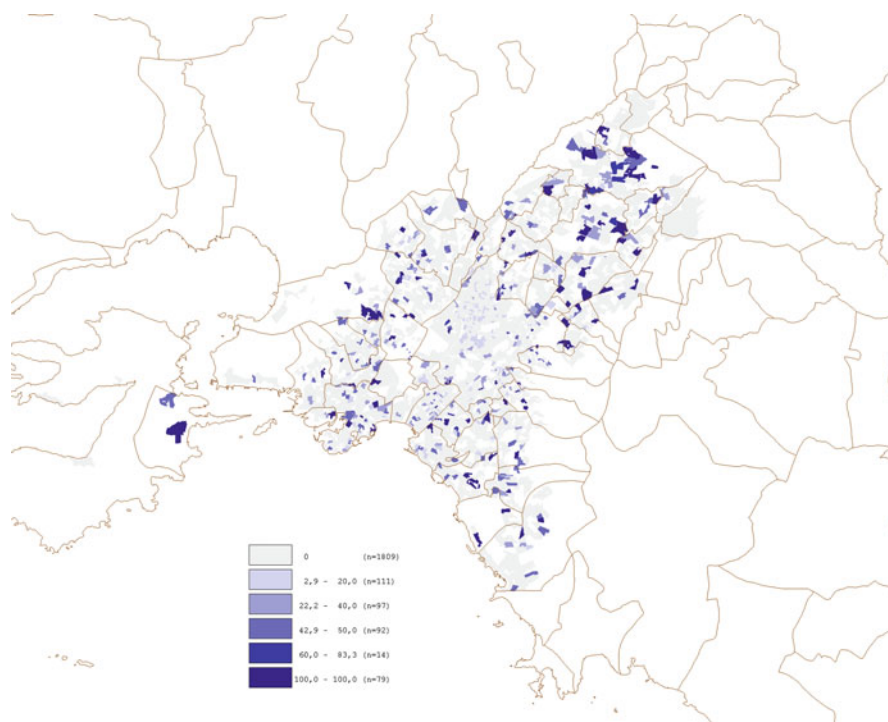 0 (n=1809)
2,9 - 20,0 (n=111)
22,2 - 40,0 (n=97)
42,9 - 50,0 (n=92)
60,0 - 83,3 (n=14)
100,0 - 100,0 (n=79)